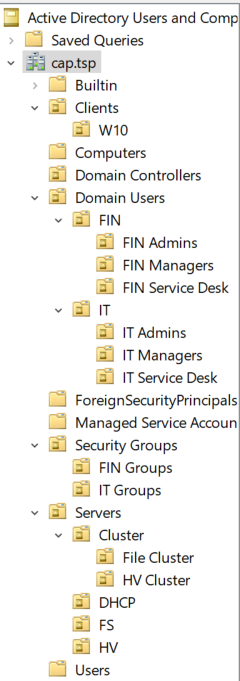 Active Directory Users and Comp
Saved Queries
cap.tsp
Builtin
Clients
W10
Computers
Domain Controllers
Domain Users
FIN
FIN Admins
FIN Managers
FIN Service Desk
IT
IT Admins
IT Managers
IT Service Desk
ForeignSecurityPrincipals
Managed Service Accoun
Security Groups
FIN Groups
IT Groups
Servers
Cluster
File Cluster
HV Cluster
DHCP
FS
HV
Users